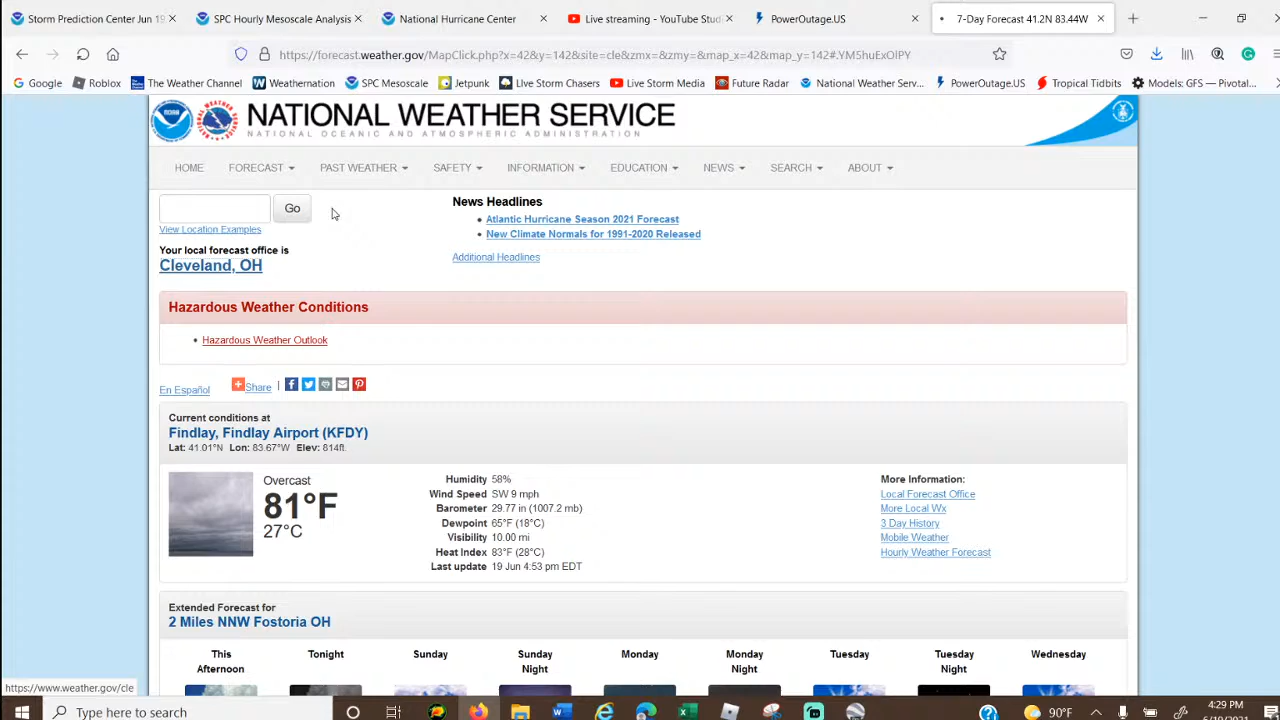 Storm Prediction Center Jun 19
SPC Hourly Mesoscale Analysis
National Hurricane Center
Live streaming - YouTube Stud
PowerOutage.US
7-Day Forecast 41.2N 83.44W
https://forecast.weather.gov/MapClick.php?x=42&y=142&site=cle&zmx=&zmy=&map_x=42&map_y=142#.YM5huExOlPY
Google Roblox The Weather Channel Weathernation SPC Mesoscale Jetpunk Live Storm Chasers Live Storm Media Future Radar National Weather Serv... PowerOutage.US Tropical Tidbits Models: GFS — Pivotal...
NATIONAL WEATHER SERVICE
NATIONAL OCEANIC AND ATMOSPHERIC ADMINISTRATION
HOME FORECAST PAST WEATHER SAFETY INFORMATION EDUCATION NEWS SEARCH ABOUT
Go
View Location Examples
Your local forecast office is
Cleveland, OH
News Headlines
• Atlantic Hurricane Season 2021 Forecast
• New Climate Normals for 1991-2020 Released
Additional Headlines
Hazardous Weather Conditions
• Hazardous Weather Outlook
En Español
Share |
Current conditions at
Findlay, Findlay Airport (KFDY)
Lat: 41.01°N Lon: 83.67°W Elev: 814ft.
Overcast
81°F
27°C
Humidity 58%
Wind Speed SW 9 mph
Barometer 29.77 in (1007.2 mb)
Dewpoint 65°F (18°C)
Visibility 10.00 mi
Heat Index 83°F (28°C)
Last update 19 Jun 4:53 pm EDT
More Information:
Local Forecast Office
More Local Wx
3 Day History
Mobile Weather
Hourly Weather Forecast
Extended Forecast for
2 Miles NNW Fostoria OH
This Afternoon
Tonight
Sunday
Sunday Night
Monday
Monday Night
Tuesday
Tuesday Night
Wednesday
https://www.weather.gov/cle
Type here to search
90°F
4:29 PM